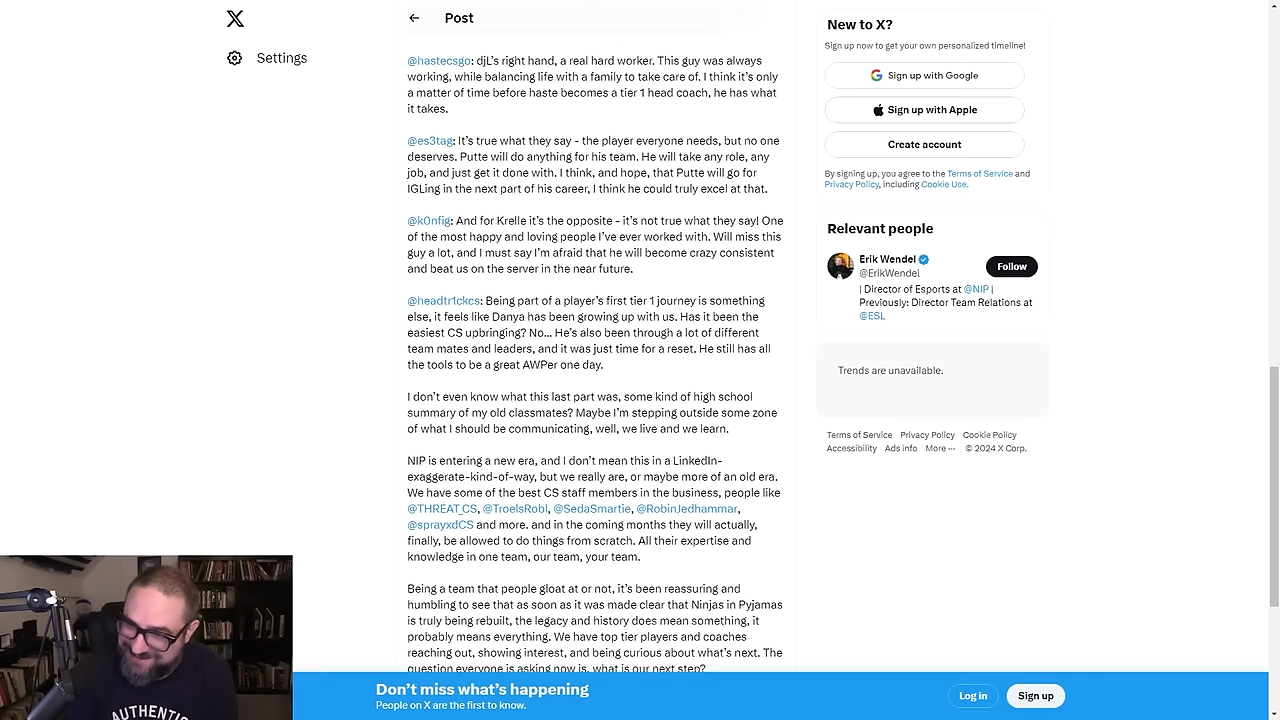 Post
Settings
@hastecsgo: djL's right hand, a real hard worker. This guy was always
working, while balancing life with a family to take care of. I think it's only
a matter of time before haste becomes a tier 1 head coach, he has what
it takes.
@es3tag: It's true what they say - the player everyone needs, but no one
deserves. Putte will do anything for his team. He will take any role, any
job, and just get it done with. I think, and hope, that Putte will go for
IGLing in the next part of his career, I think he could truly excel at that.
@k0nfig: And for Krelle it's the opposite - it's not true what they say! One
of the most happy and loving people I've ever worked with. Will miss this
guy a lot, and I must say I'm afraid that he will become crazy consistent
and beat us on the server in the near future.
@headtr1ckcs: Being part of a player's first tier 1 journey is something
else, it feels like Danya has been growing up with us. Has it been the
easiest CS upbringing? No... He's also been through a lot of different
team mates and leaders, and it was just time for a reset. He still has all
the tools to be a great AWPer one day.
I don't even know what this last part was, some kind of high school
summary of my old classmates? Maybe I'm stepping outside some zone
of what I should be communicating, well, we live and we learn.
NIP is entering a new era, and I don't mean this in a LinkedIn-
exaggerate-kind-of-way, but we really are, or maybe more of an old era.
We have some of the best CS staff members in the business, people like
@THREAT_CS, @TroelsRobl, @SedaSmartie, @RobinJedhammar,
@sprayxdCS and more. and in the coming months they will actually,
finally, be allowed to do things from scratch. All their expertise and
knowledge in one team, our team, your team.
Being a team that people gloat at or not, it's been reassuring and
humbling to see that as soon as it was made clear that Ninjas in Pyjamas
is truly being rebuilt, the legacy and history does mean something, it
probably means everything. We have top tier players and coaches
reaching out, showing interest, and being curious about what's next. The
question everyone is asking now is, what is our next step?
New to X?
Sign up now to get your own personalized timeline!
Sign up with Google
Sign up with Apple
Create account
By signing up, you agree to the Terms of Service and
Privacy Policy, including Cookie Use.
Relevant people
Erik Wendel
@ErikWendel
Follow
| Director of Esports at @NIP |
Previously: Director Team Relations at
@ESL
Trends are unavailable.
Terms of Service Privacy Policy Cookie Policy
Accessibility Ads info More ··· © 2024 X Corp.
AUTHENTIC
Don't miss what's happening
People on X are the first to know.
Log in
Sign up